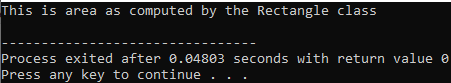 This is area as computed by the Rectangle class
--------------------------------
Process exited after 0.04803 seconds with return value 0
Press any key to continue . . .